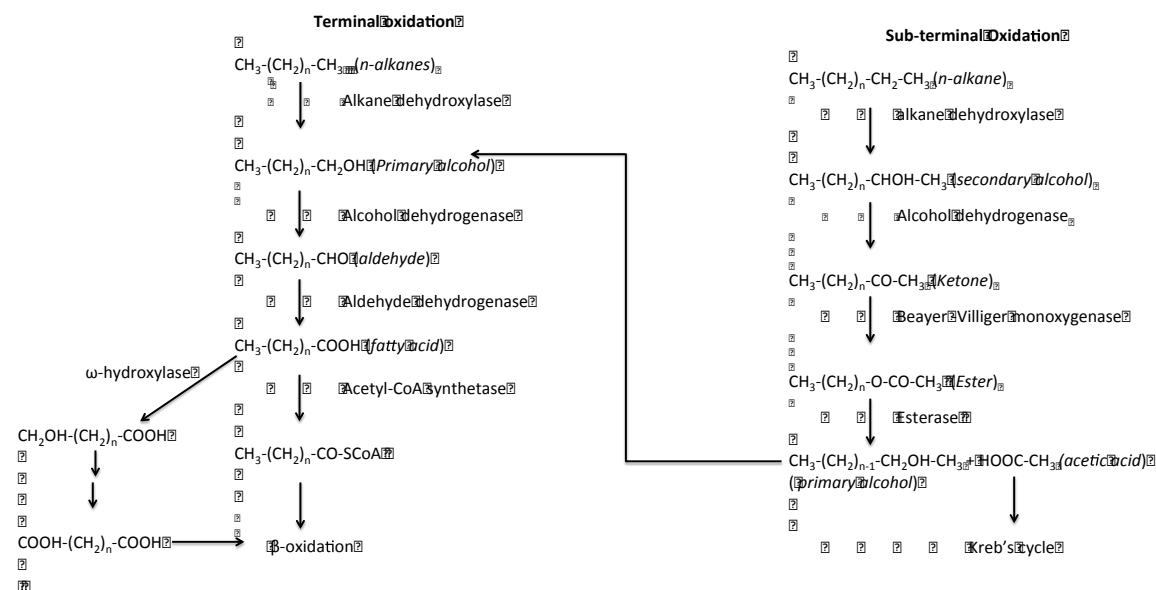 Terminal oxidation
CH₃-(CH₂)ₙ-CH₃ (n-alkanes)
Alkane dehydroxylase
CH₃-(CH₂)ₙ-CH₂OH (Primary alcohol)
Alcohol dehydrogenase
CH₃-(CH₂)ₙ-CHO (aldehyde)
Aldehyde dehydrogenase
CH₃-(CH₂)ₙ-COOH (fatty acid)
ω-hydroxylase
Acetyl-CoA synthetase
CH₂OH-(CH₂)ₙ-COOH
CH₃-(CH₂)ₙ-CO-SCoA
COOH-(CH₂)ₙ-COOH
β-oxidation
Sub-terminal Oxidation
CH₃-(CH₂)ₙ-CH₂-CH₃ (n-alkane)
alkane dehydroxylase
CH₃-(CH₂)ₙ-CHOH-CH₃ (secondary alcohol)
Alcohol dehydrogenase
CH₃-(CH₂)ₙ-CO-CH₃ (Ketone)
Beayer-Villiger monoxygenase
CH₃-(CH₂)ₙ-O-CO-CH₃ (Ester)
Esterase
CH₃-(CH₂)ₙ₋₁-CH₂OH-CH₃ + HOOC-CH₃ (acetic acid)
(primary alcohol)
Kreb's cycle